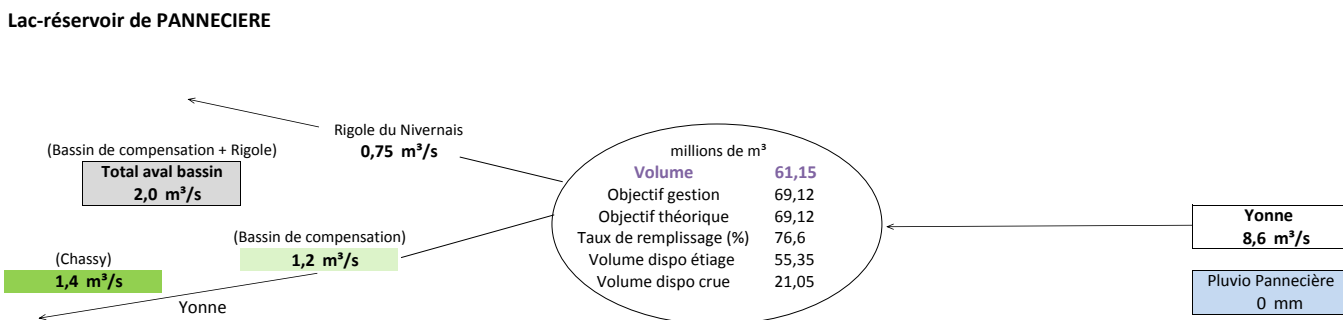 Lac-réservoir de PANNECIERE
Rigole du Nivernais
0,75 m³/s
(Bassin de compensation + Rigole)
Total aval bassin
2,0 m³/s
millions de m³
Volume 61,15
Objectif gestion 69,12
Objectif théorique 69,12
Taux de remplissage (%) 76,6
Volume dispo étiage 55,35
Volume dispo crue 21,05
Yonne
8,6 m³/s
(Bassin de compensation)
1,2 m³/s
(Chassy)
1,4 m³/s
Yonne
Pluvio Pannecière
0 mm